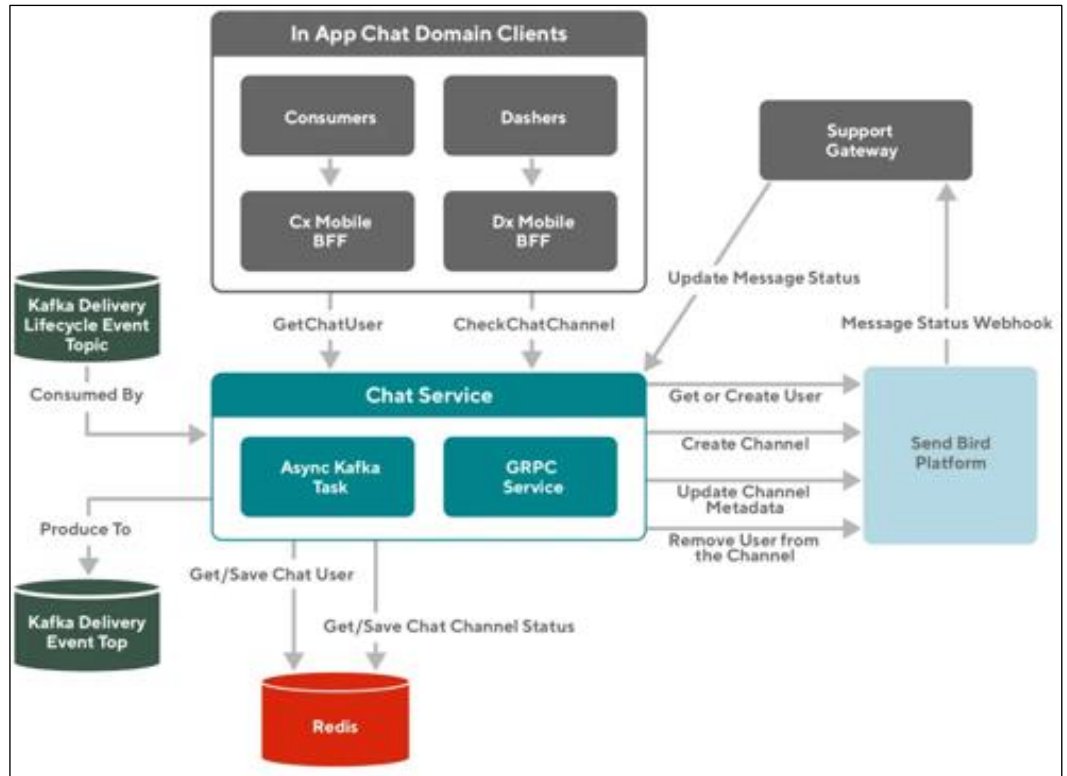 In App Chat Domain Clients
Consumers
Dashers
Support
Gateway
Cx Mobile
BFF
Dx Mobile
BFF
Update Message Status
Kafka Delivery
Lifecycle Event
Topic
GetChatUser
CheckChatChannel
Message Status Webhook
Consumed By
Chat Service
Get or Create User
Async Kafka
Task
GRPC
Service
Create Channel
Send Bird
Platform
Update Channel
Metadata
Produce To
Remove User from
the Channel
Get/Save Chat User
Kafka Delivery
Event Top
Get/Save Chat Channel Status
Redis